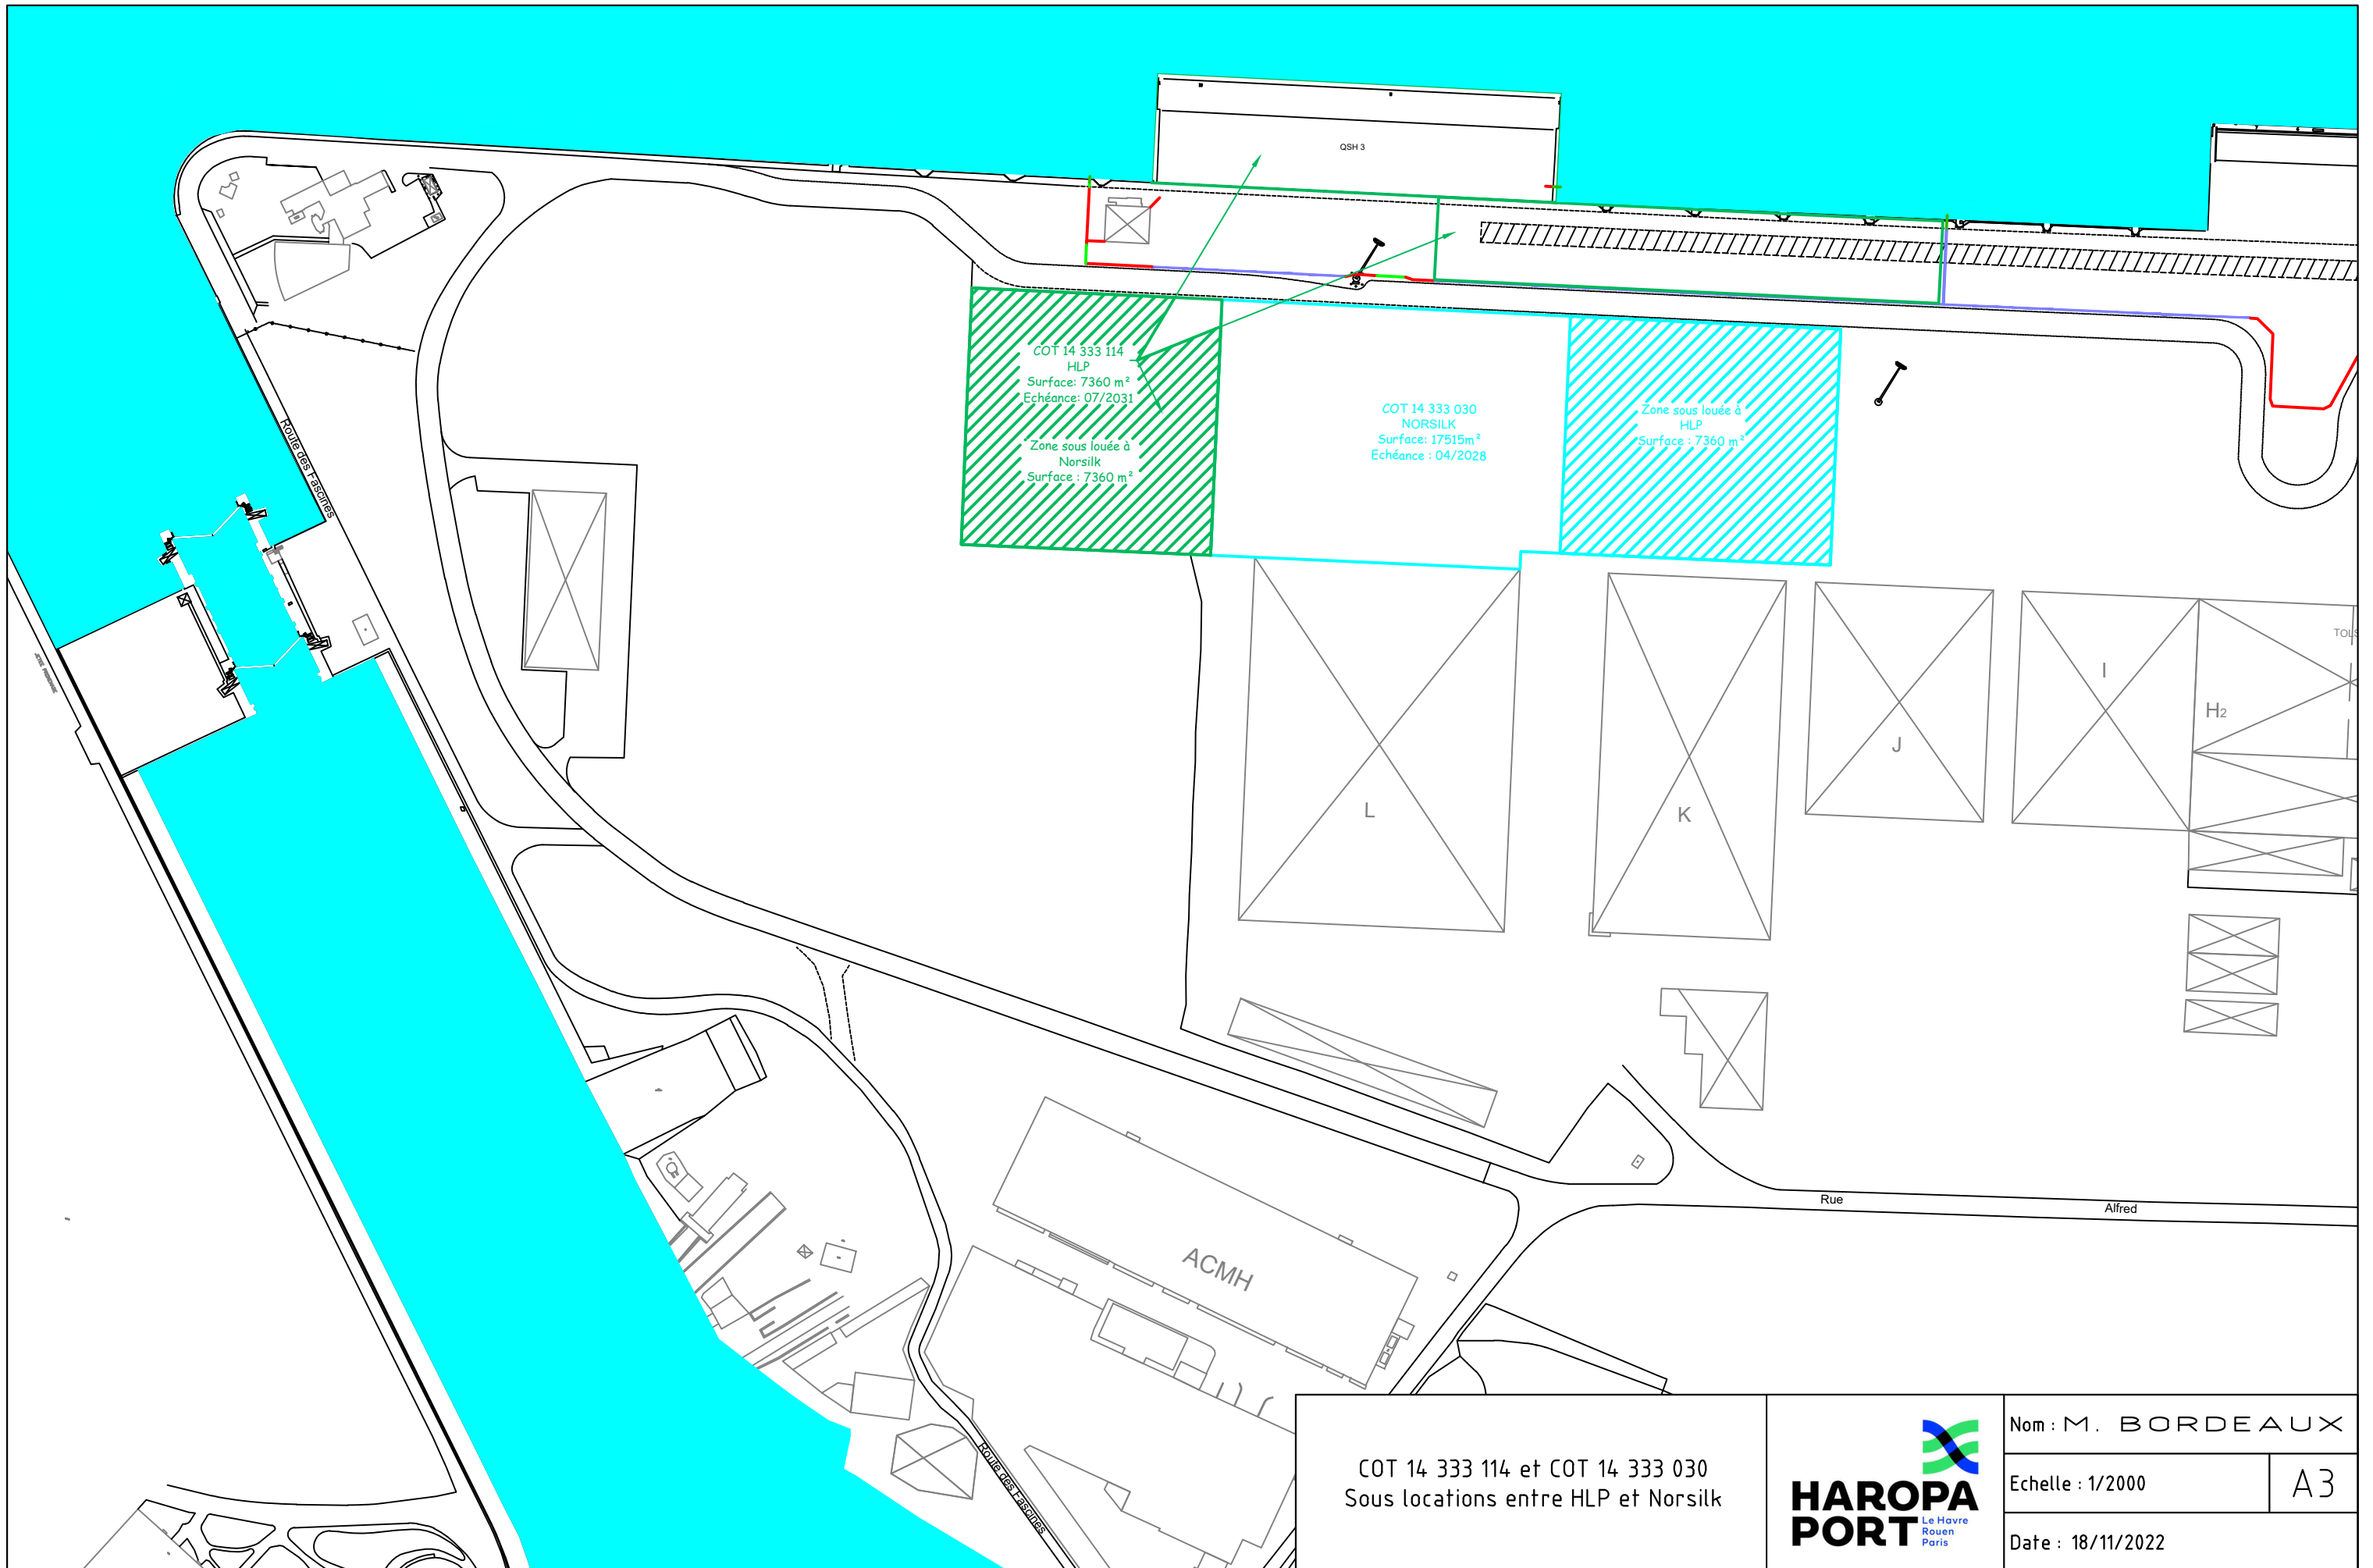 QSH 3
COT 14 333 114
HLP
Surface: 7360 m²
Echéance: 07/2031
Zone sous louée à
Norsilk
Surface : 7360 m²
COT 14 333 030
NORSILK
Surface: 17515m²
Echéance : 04/2028
Zone sous louée à
HLP
Surface : 7360 m²
Route des Fascines
L
K
J
I
H2
Rue
Alfred
ACMH
Route des Fascines
COT 14 333 114 et COT 14 333 030
Sous locations entre HLP et Norsilk
HAROPA
PORT
Le Havre
Rouen
Paris
Nom : M. BORDEAUX
Echelle : 1/2000
A3
Date : 18/11/2022